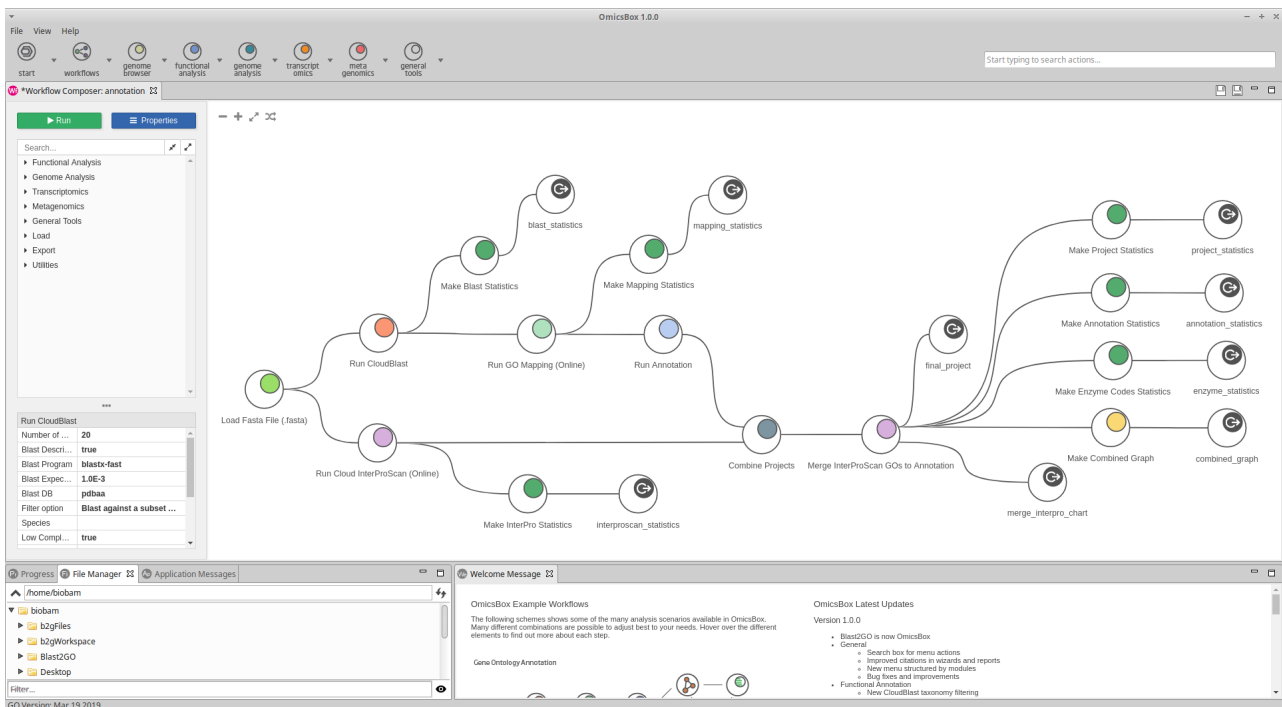 OmicsBox 1.0.0
File View Help
start workflows genome browser functional analysis genome analysis transcript omics meta genomics general tools
Start typing to search actions...
*Workflow Composer: annotation
Run Properties
Search...
Functional Analysis
Genome Analysis
Transcriptomics
Metagenomics
General Tools
Load
Export
Utilities
blast_statistics
mapping_statistics
Make Blast Statistics
Make Mapping Statistics
Make Project Statistics
project_statistics
Make Annotation Statistics
annotation_statistics
Run CloudBlast
Run GO Mapping (Online)
Run Annotation
final_project
Make Enzyme Codes Statistics
enzyme_statistics
Load Fasta File (.fasta)
Run Cloud InterProScan (Online)
Combine Projects
Merge InterProScan GOs to Annotation
Make Combined Graph
combined_graph
Make InterPro Statistics
interproscan_statistics
merge_interpro_chart
Run CloudBlast
Number of ... 20
Blast Descri... true
Blast Program blastx-fast
Blast Expec... 1.0E-3
Blast DB pdbaa
Filter option Blast against a subset ...
Species
Low Compl... true
Progress File Manager Application Messages
/home/biobam
biobam
b2gFiles
b2gWorkspace
Blast2GO
Desktop
Filter...
GO Version: Mar 19 2019
Welcome Message
OmicsBox Example Workflows
The following schemes shows some of the many analysis scenarios available in OmicsBox.
Many different combinations are possible to adjust best to your needs. Hover over the different
elements to find out more about each step.
Gene Ontology Annotation
OmicsBox Latest Updates
Version 1.0.0
Blast2GO is now OmicsBox
General
Search box for menu actions
Improved citations in wizards and reports
New menu structured by modules
Bug fixes and improvements
Functional Annotation
New CloudBlast taxonomy filtering